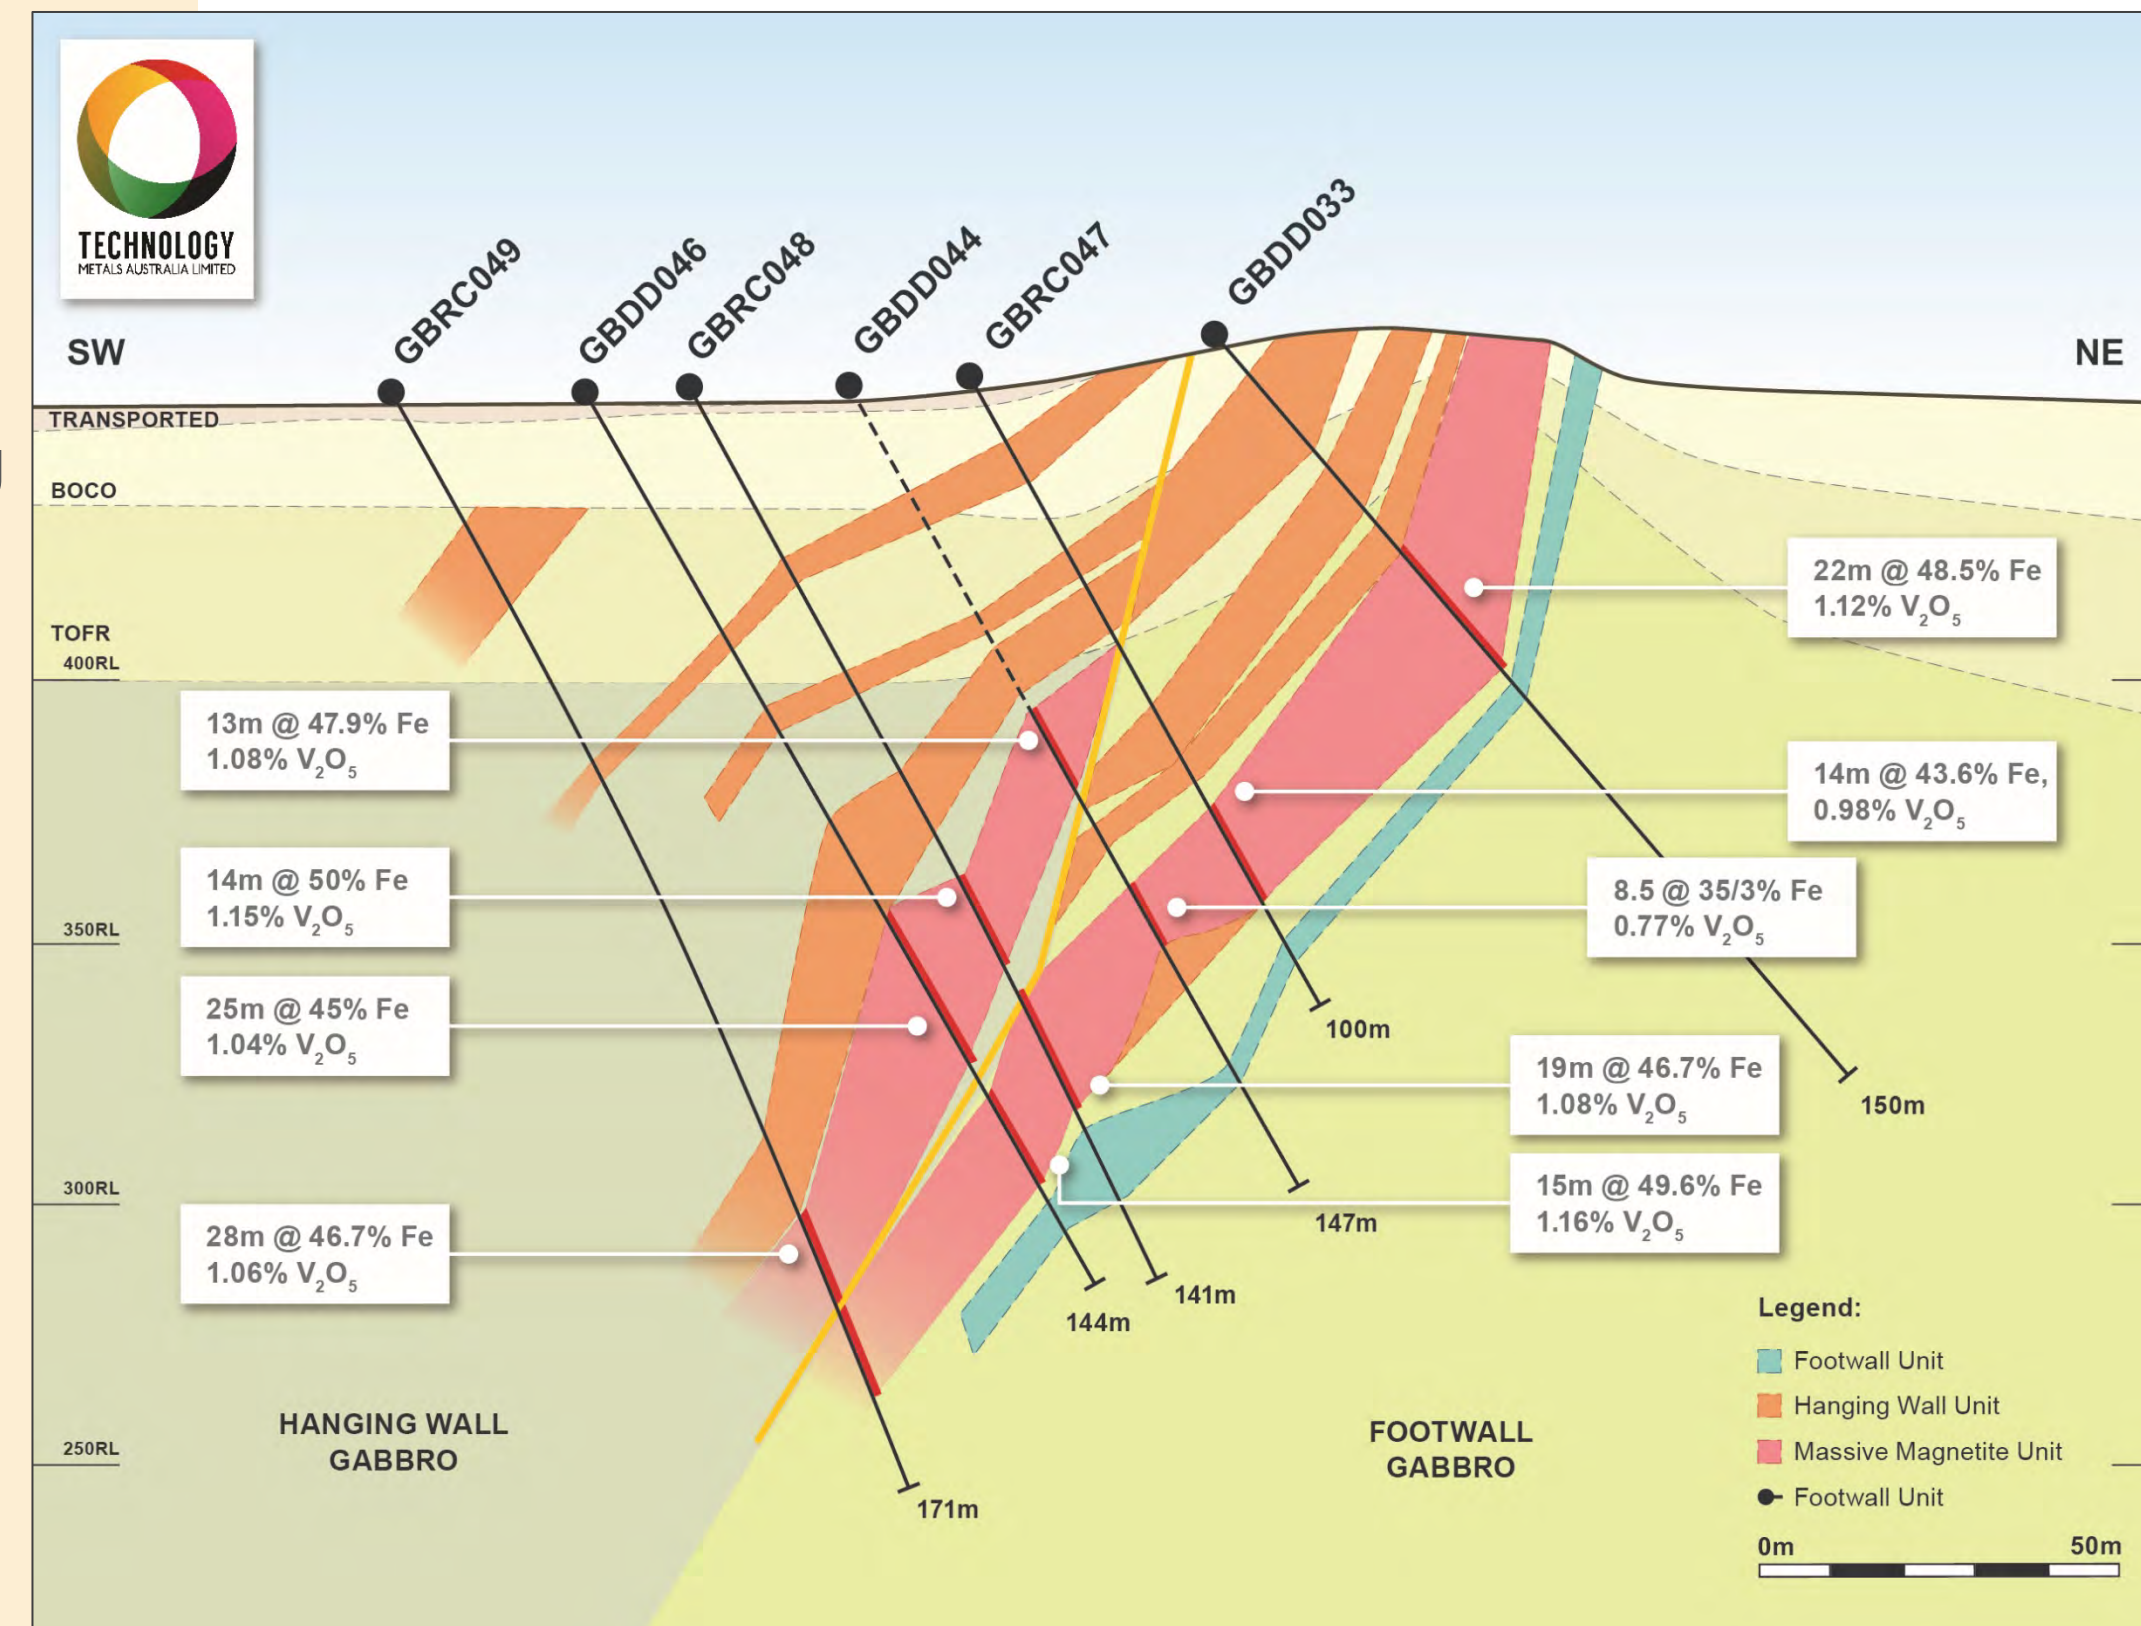 TECHNOLOGY
METALS AUSTRALIA LIMITED
GBRC049
GBDD046
GBRC048
GBDD044
GBRC047
GBDD033
SW
NE
TRANSPORTED
BOCO
TOFR
400RL
350RL
300RL
250RL
13m @ 47.9% Fe
1.08% V₂O₅
14m @ 50% Fe
1.15% V₂O₅
25m @ 45% Fe
1.04% V₂O₅
28m @ 46.7% Fe
1.06% V₂O₅
22m @ 48.5% Fe
1.12% V₂O₅
14m @ 43.6% Fe,
0.98% V₂O₅
8.5 @ 35/3% Fe
0.77% V₂O₅
19m @ 46.7% Fe
1.08% V₂O₅
15m @ 49.6% Fe
1.16% V₂O₅
100m
150m
147m
141m
144m
171m
HANGING WALL
GABBRO
FOOTWALL
GABBRO
Legend:
Footwall Unit
Hanging Wall Unit
Massive Magnetite Unit
Footwall Unit
0m 50m